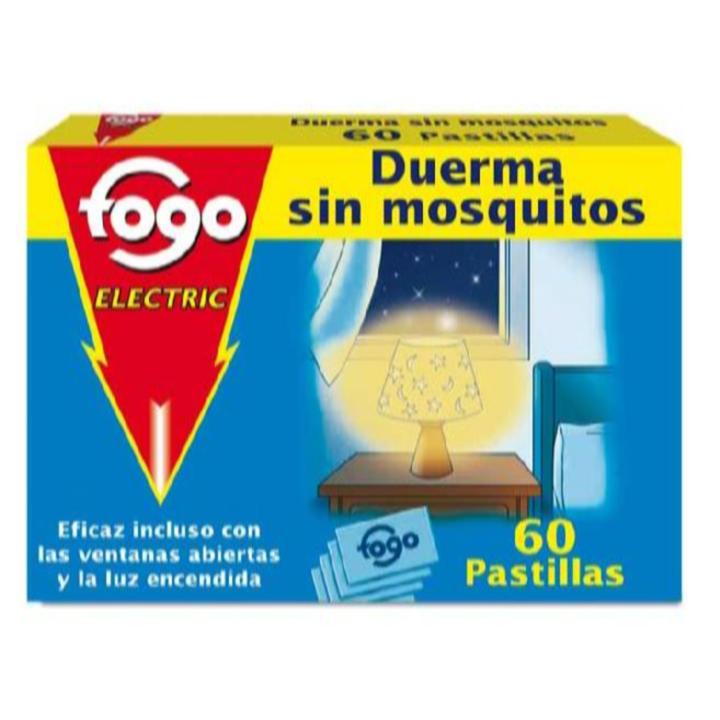 fogo
Duerma sin mosquitos
60 Pastillas
fogo
ELECTRIC
Duerma
sin mosquitos
Eficaz incluso con
las ventanas abiertas
y la luz encendida
fogo
60
Pastillas